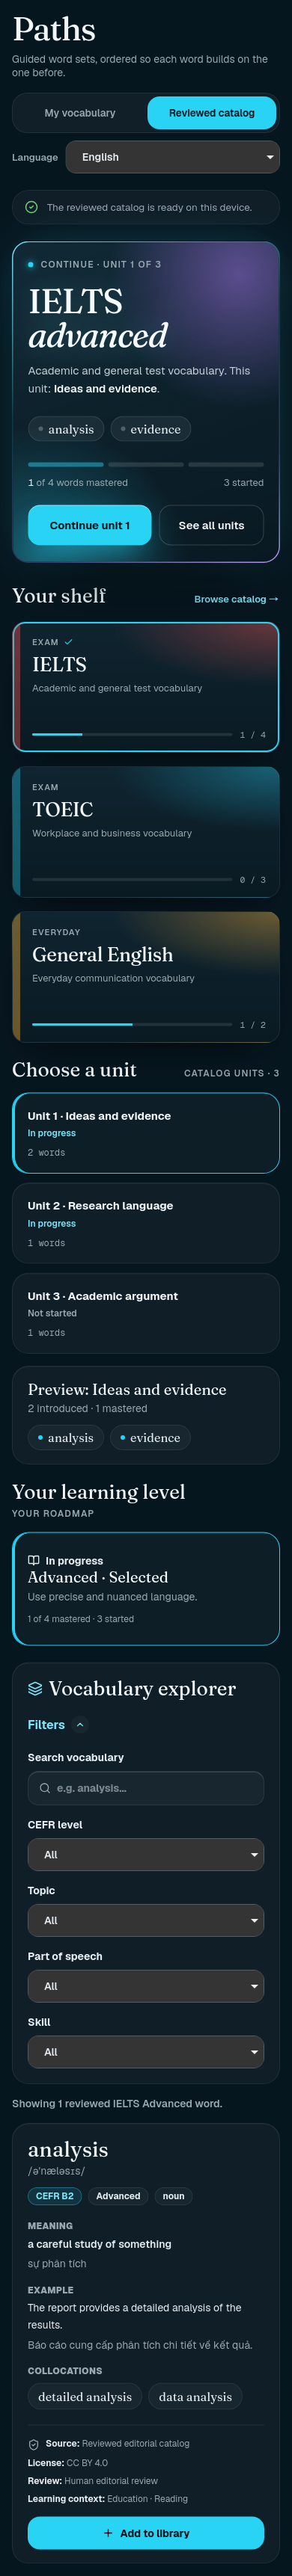 Paths
Guided word sets, ordered so each word builds on the
one before.
My vocabulary
Reviewed catalog
Language
English
The reviewed catalog is ready on this device.
CONTINUE · UNIT 1 OF 3
IELTS
advanced
Academic and general test vocabulary. This
unit: Ideas and evidence.
analysis
evidence
1 of 4 words mastered
3 started
Continue unit 1
See all units
Your shelf
Browse catalog →
EXAM
IELTS
Academic and general test vocabulary
1 / 4
EXAM
TOEIC
Workplace and business vocabulary
0 / 3
EVERYDAY
General English
Everyday communication vocabulary
1 / 2
Choose a unit
CATALOG UNITS · 3
Unit 1 · Ideas and evidence
In progress
2 words
Unit 2 · Research language
In progress
1 words
Unit 3 · Academic argument
Not started
1 words
Preview: Ideas and evidence
2 introduced · 1 mastered
analysis
evidence
Your learning level
YOUR ROADMAP
In progress
Advanced · Selected
Use precise and nuanced language.
1 of 4 mastered · 3 started
Vocabulary explorer
Filters
Search vocabulary
e.g. analysis...
CEFR level
All
Topic
All
Part of speech
All
Skill
All
Showing 1 reviewed IELTS Advanced word.
analysis
/əˈnæləsɪs/
CEFR B2
Advanced
noun
MEANING
a careful study of something
sự phân tích
EXAMPLE
The report provides a detailed analysis of the
results.
Báo cáo cung cấp phân tích chi tiết về kết quả.
COLLOCATIONS
detailed analysis
data analysis
Source: Reviewed editorial catalog
License: CC BY 4.0
Review: Human editorial review
Learning context: Education · Reading
Add to library